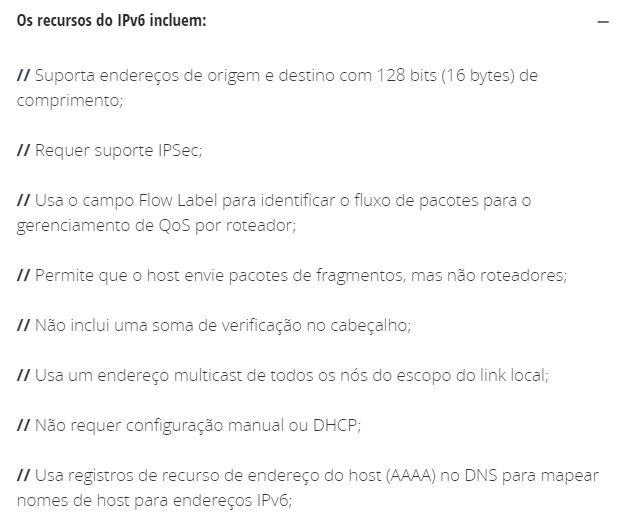 Os recursos do IPv6 incluem:
// Suporta endereços de origem e destino com 128 bits (16 bytes) de
comprimento;
// Requer suporte IPSec;
// Usa o campo Flow Label para identificar o fluxo de pacotes para o
gerenciamento de QoS por roteador;
// Permite que o host envie pacotes de fragmentos, mas não roteadores;
// Não inclui uma soma de verificação no cabeçalho;
// Usa um endereço multicast de todos os nós do escopo do link local;
// Não requer configuração manual ou DHCP;
// Usa registros de recurso de endereço do host (AAAA) no DNS para mapear
nomes de host para endereços IPv6;